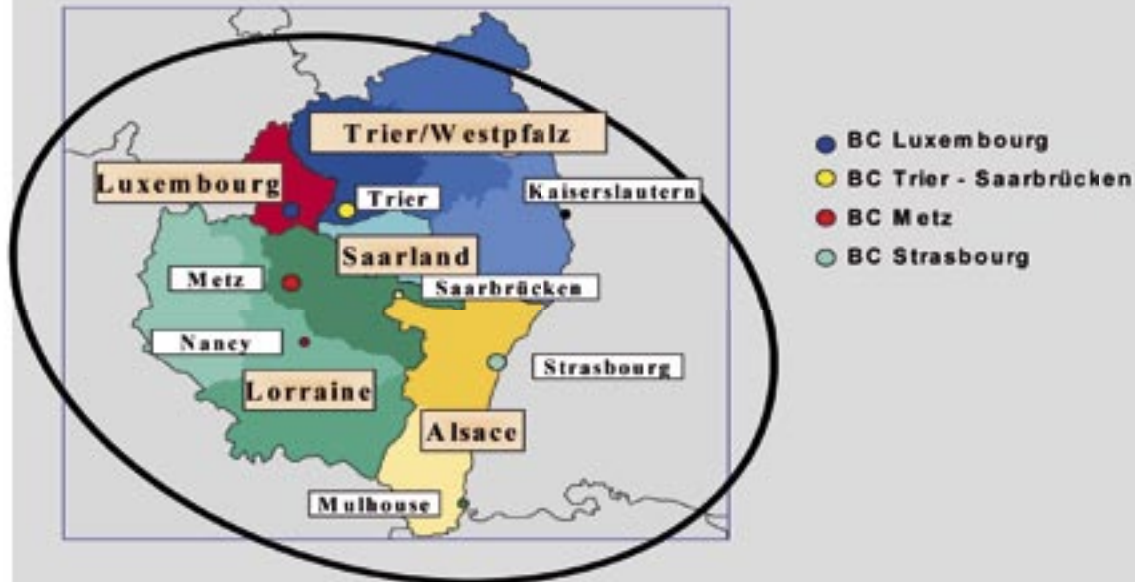 Trier/Westpfalz
Luxembourg
Trier
Kaiserslautern
Saarland
Metz
Saarbrücken
Nancy
Strasbourg
Lorraine
Alsace
Mulhouse
BC Luxembourg
BC Trier - Saarbrücken
BC Metz
BC Strasbourg